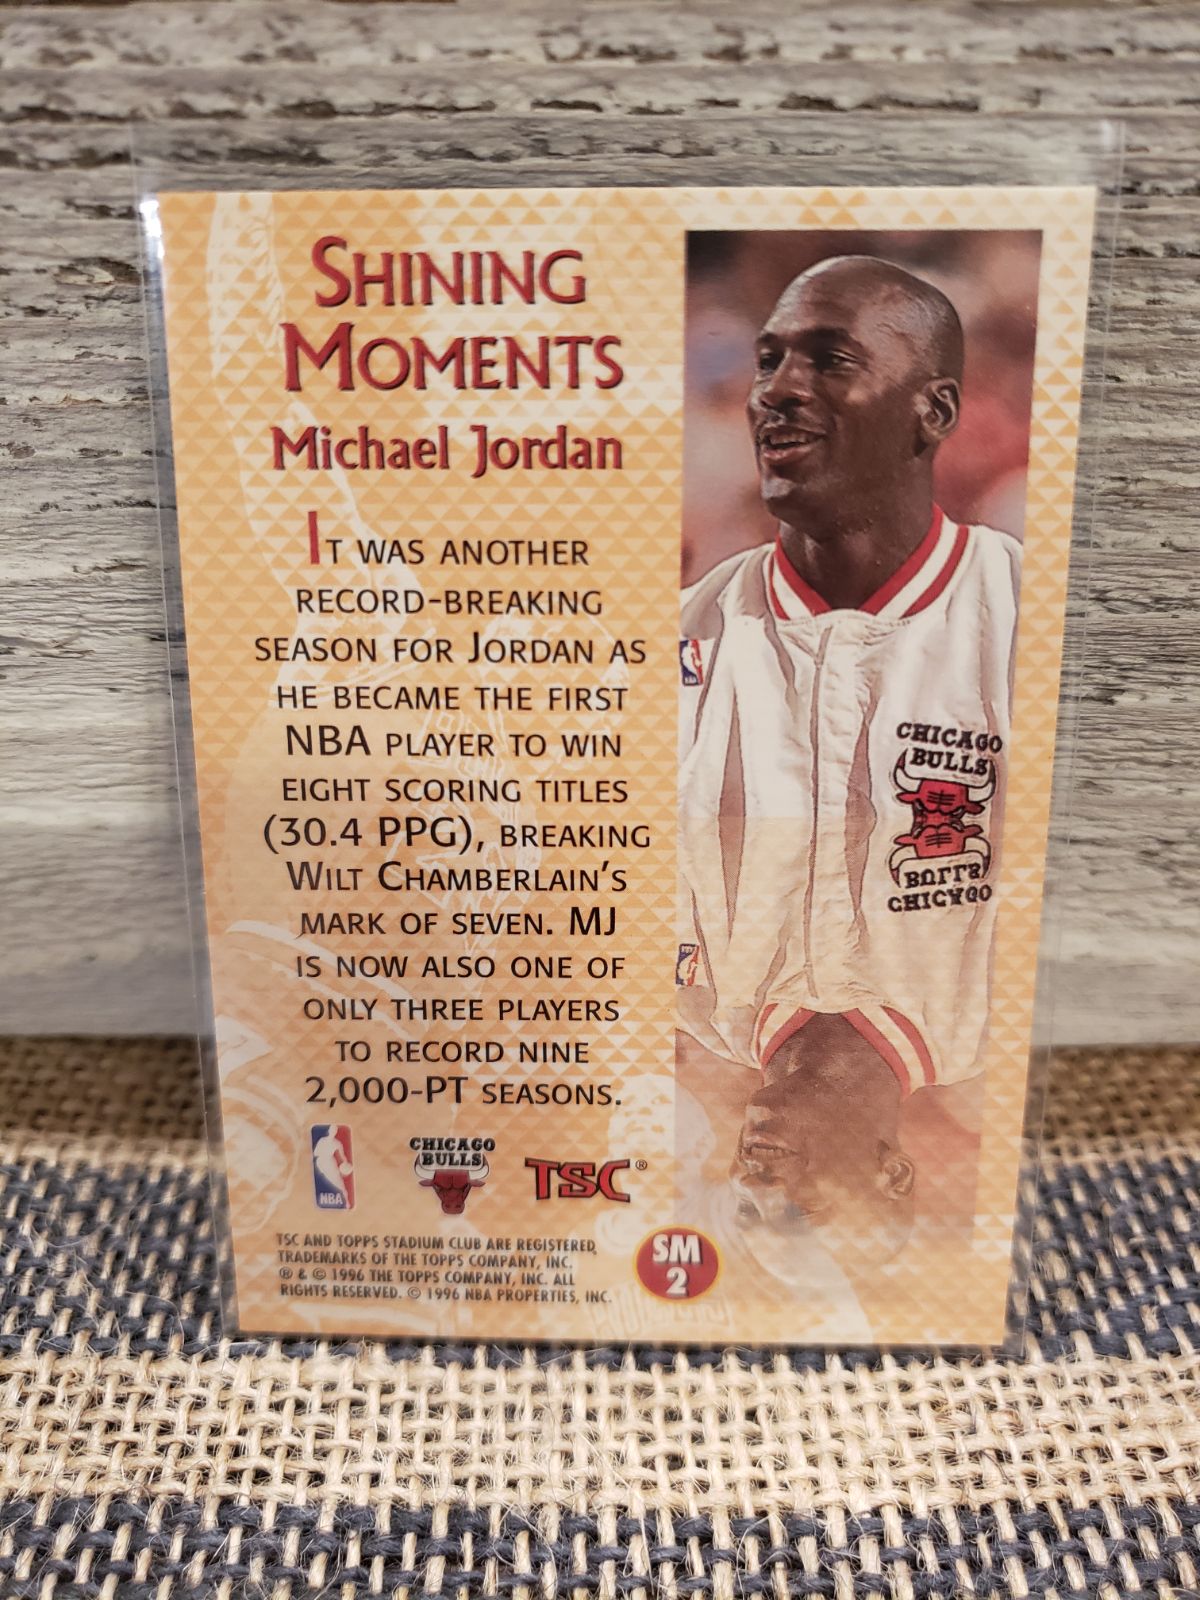 SHINING
MOMENTS
Michael Jordan
IT WAS ANOTHER
RECORD-BREAKING
SEASON FOR JORDAN AS
HE BECAME THE FIRST
NBA PLAYER TO WIN
EIGHT SCORING TITLES
(30.4 PPG), BREAKING
WILT CHAMBERLAIN'S
MARK OF SEVEN. MJ
IS NOW ALSO ONE OF
ONLY THREE PLAYERS
TO RECORD NINE
2,000-PT SEASONS.
CHICAGO
BULLS
BULLS
CHICAGO
NBA
CHICAGO
BULLS
TSC®
TSC AND TOPPS STADIUM CLUB ARE REGISTERED
TRADEMARKS OF THE TOPPS COMPANY, INC.
® & © 1996 THE TOPPS COMPANY, INC. ALL
RIGHTS RESERVED. © 1996 NBA PROPERTIES, INC.
SM
2